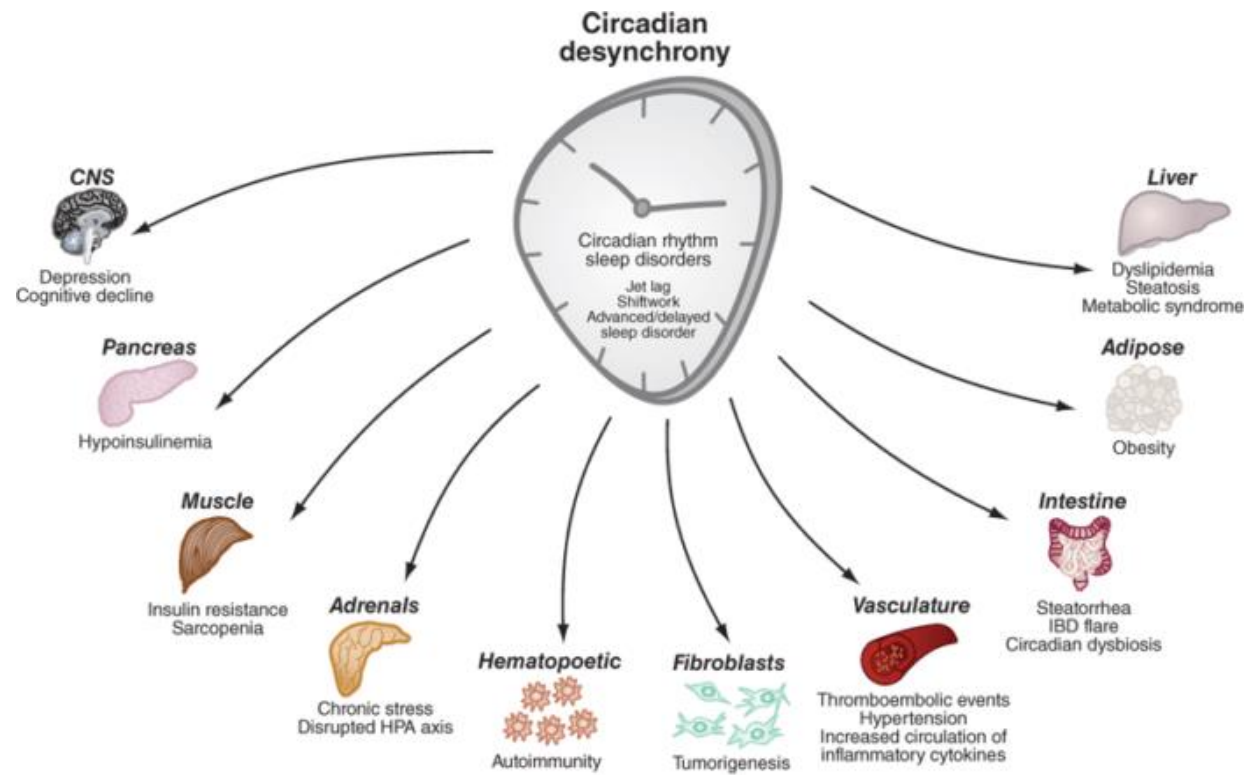 Circadian
desynchrony
Circadian rhythm
sleep disorders
Jet lag
Shiftwork
Advanced/delayed
sleep disorder
CNS
Depression
Cognitive decline
Pancreas
Hypoinsulinemia
Muscle
Insulin resistance
Sarcopenia
Adrenals
Chronic stress
Disrupted HPA axis
Hematopoetic
Autoimmunity
Fibroblasts
Tumorigenesis
Vasculature
Thromboembolic events
Hypertension
Increased circulation of
inflammatory cytokines
Intestine
Steatorrhea
IBD flare
Circadian dysbiosis
Adipose
Obesity
Liver
Dyslipidemia
Steatosis
Metabolic syndrome